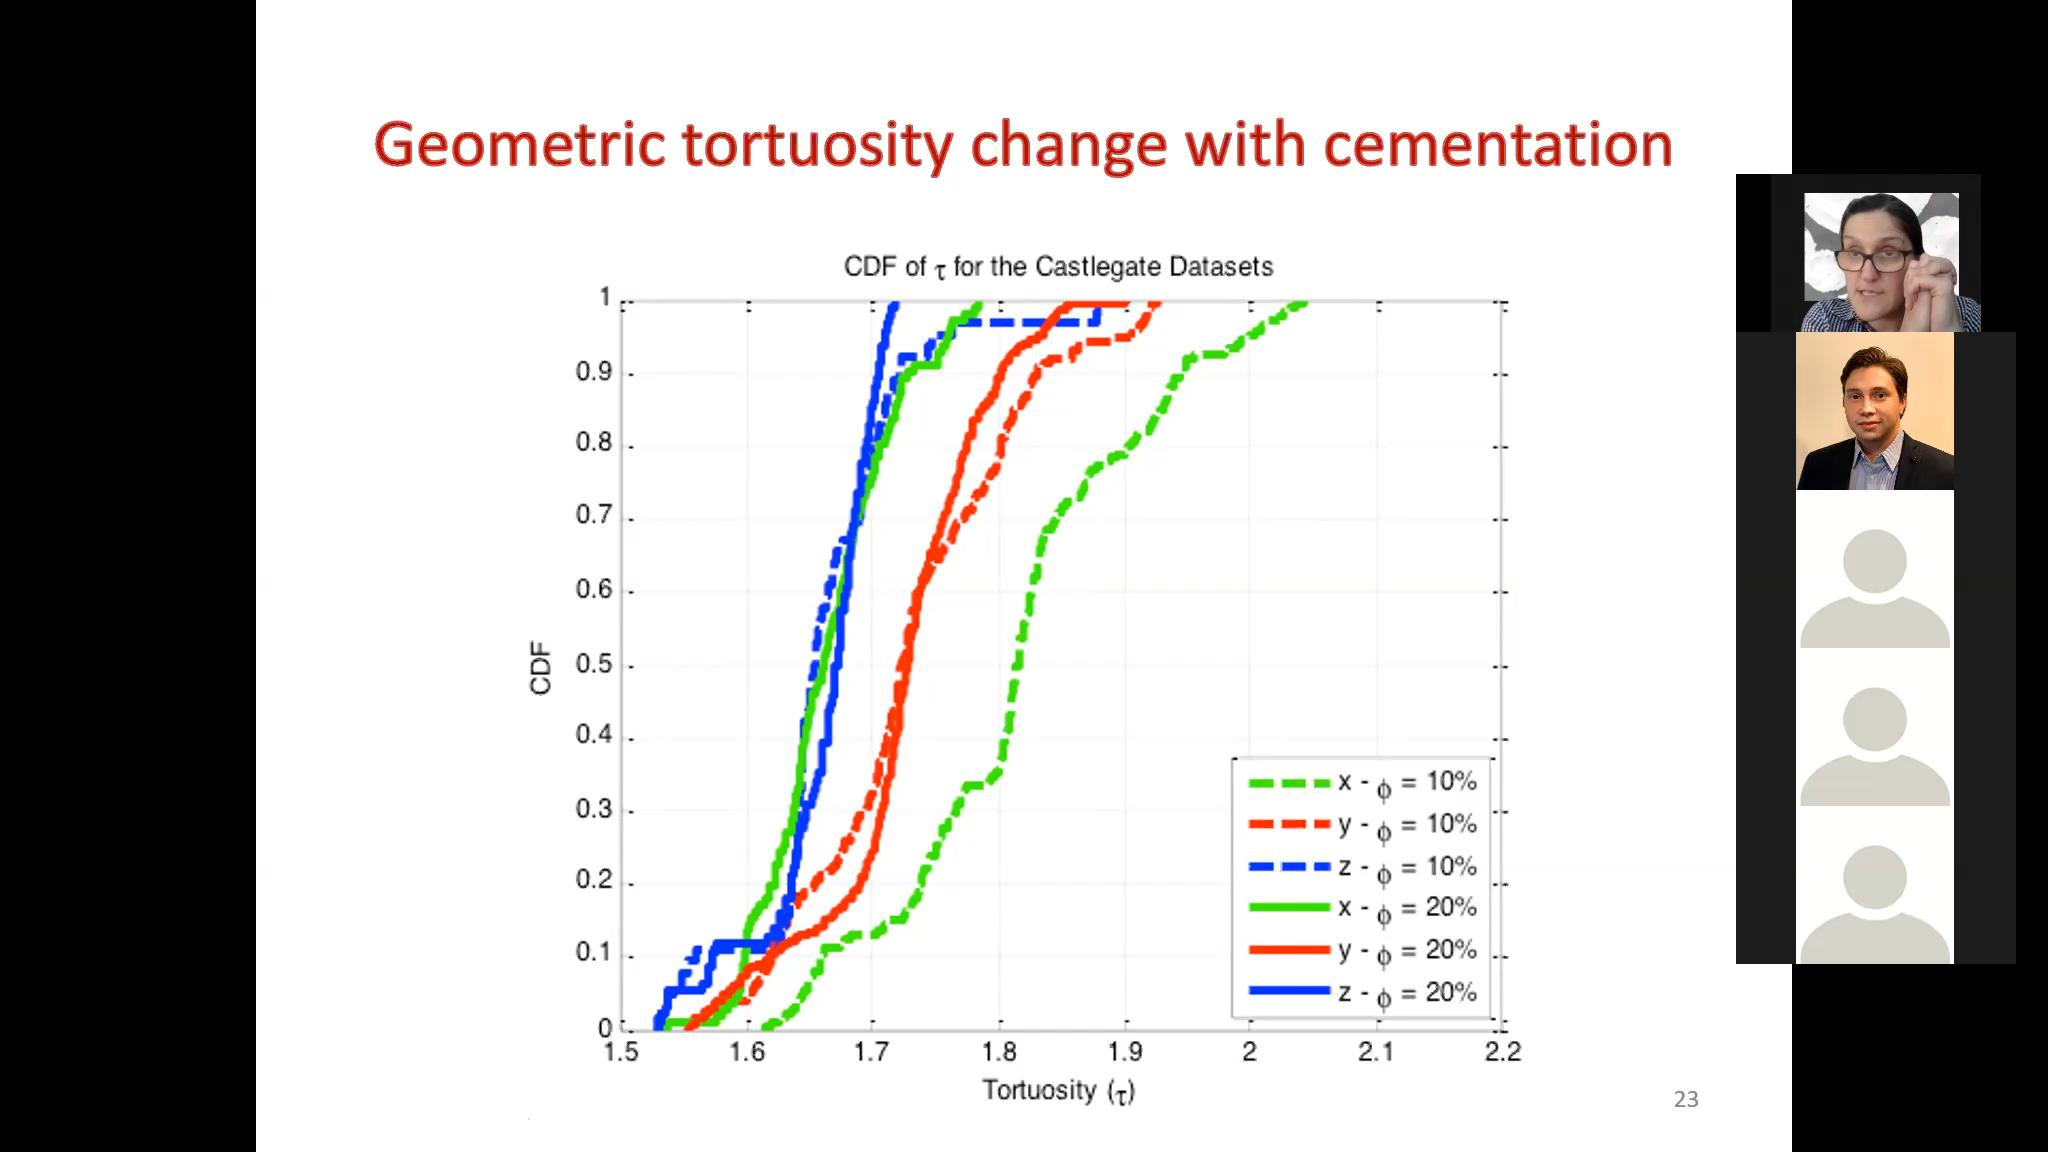 Geometric tortuosity change with cementation
CDF of τ for the Castlegate Datasets
1
0.9
0.8
0.7
0.6
0.5
0.4
0.3
0.2
0.1
0
CDF
x - ϕ = 10%
y - ϕ = 10%
z - ϕ = 10%
x - ϕ = 20%
y - ϕ = 20%
z - ϕ = 20%
1.5 1.6 1.7 1.8 1.9 2 2.1 2.2
Tortuosity (τ)
23